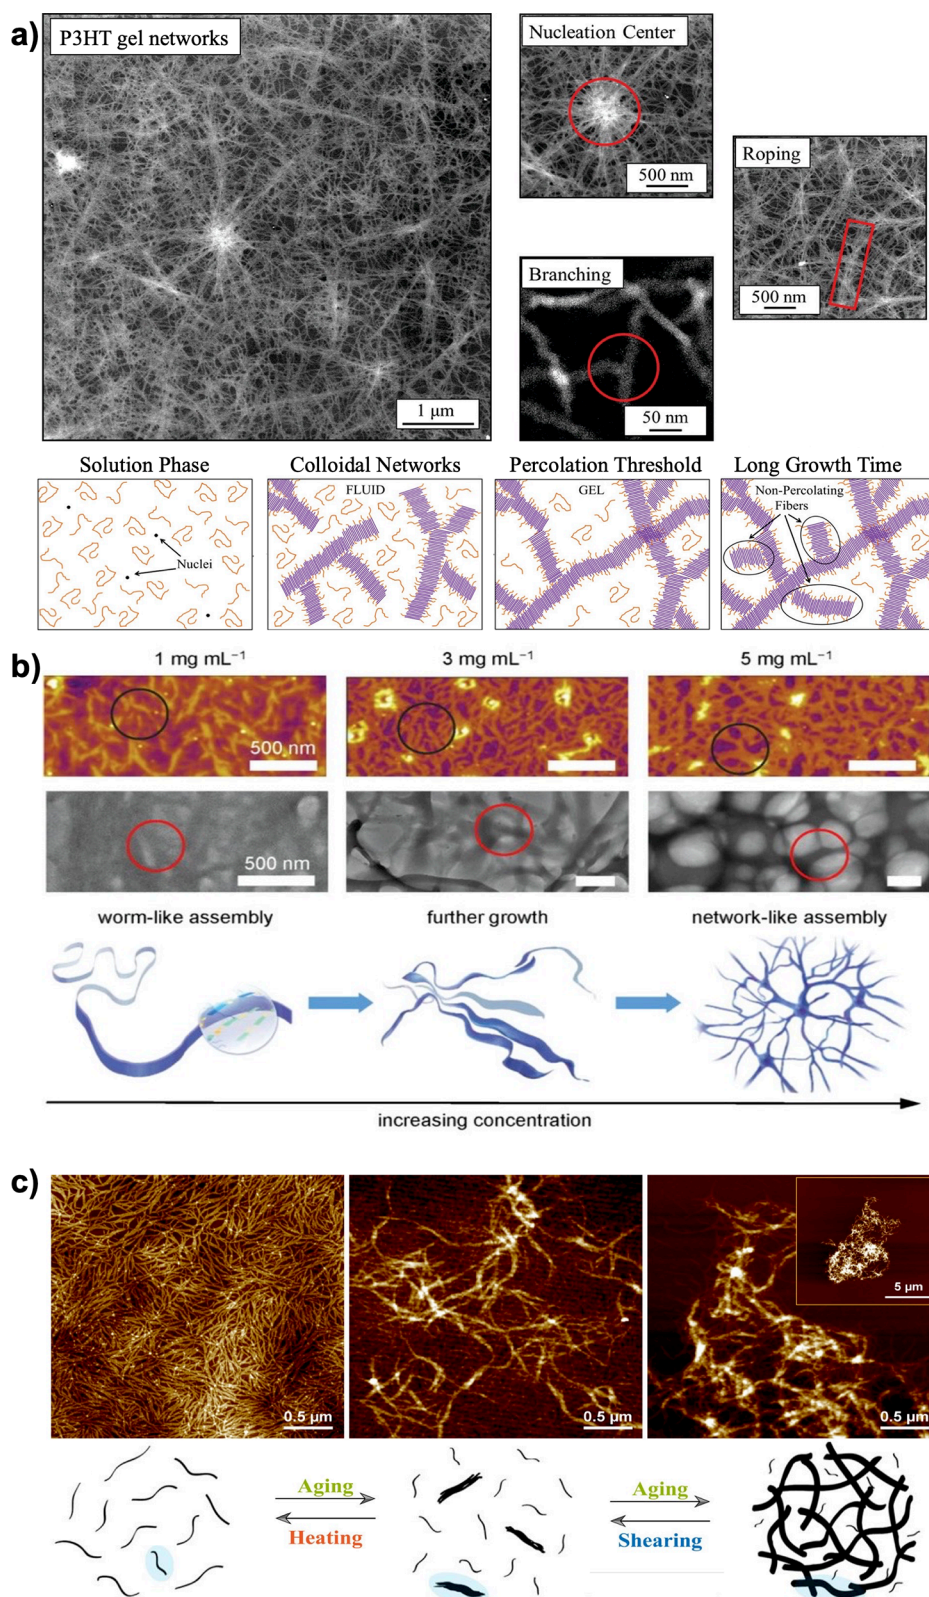 a)
P3HT gel networks
1 μm
Nucleation Center
500 nm
Branching
50 nm
Roping
500 nm
Solution Phase
Colloidal Networks
Percolation Threshold
Long Growth Time
Nuclei
FLUID
GEL
Non-Percolating
Fibers
b)
1 mg mL⁻¹
3 mg mL⁻¹
5 mg mL⁻¹
500 nm
500 nm
worm-like assembly
further growth
network-like assembly
increasing concentration
c)
0.5 μm
0.5 μm
5 μm
0.5 μm
Aging
Heating
Aging
Shearing